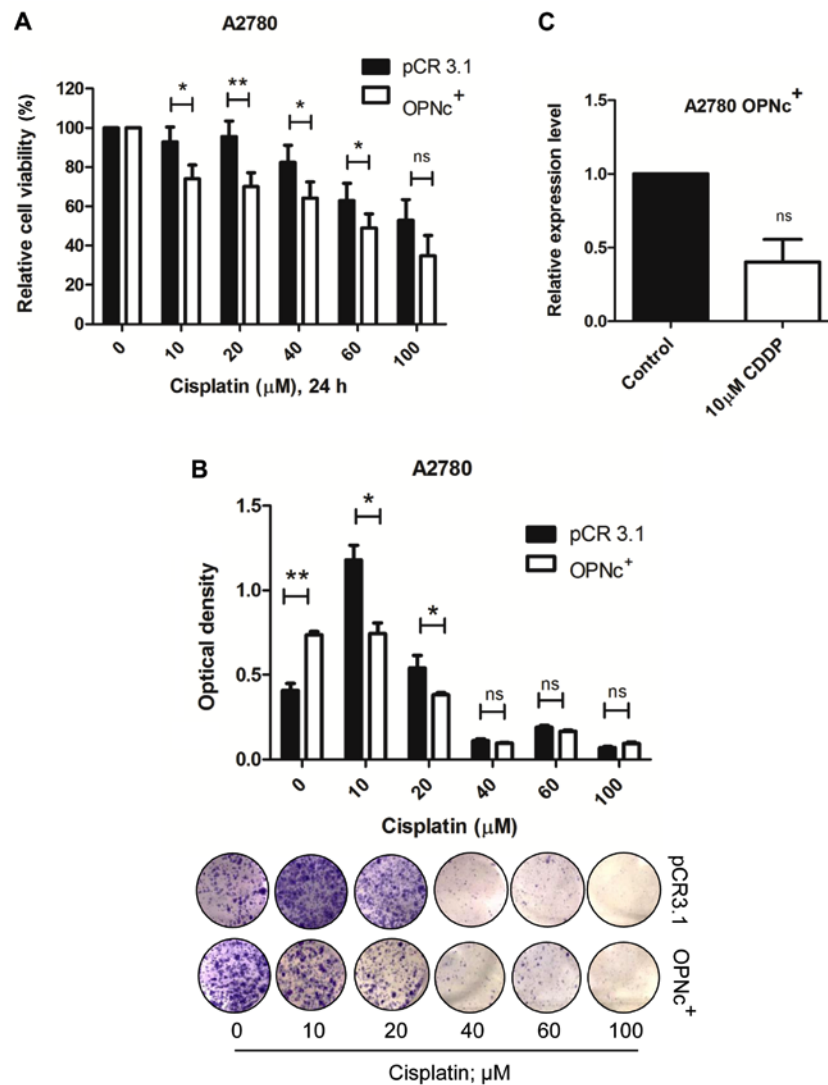 A
A2780
pCR 3.1
OPNc+
Relative cell viability (%)
120
100
80
60
40
20
0
*
**
*
*
ns
0
10
20
40
60
100
Cisplatin (μM), 24 h
C
A2780 OPNc+
Relative expression level
1.5
1.0
0.5
0.0
ns
Control
10μM CDDP
B
A2780
pCR 3.1
OPNc+
Optical density
1.5
1.0
0.5
0.0
**
*
*
ns
ns
ns
0
10
20
40
60
100
Cisplatin (μM)
pCR3.1
OPNc+
0 10 20 40 60 100
Cisplatin; μM